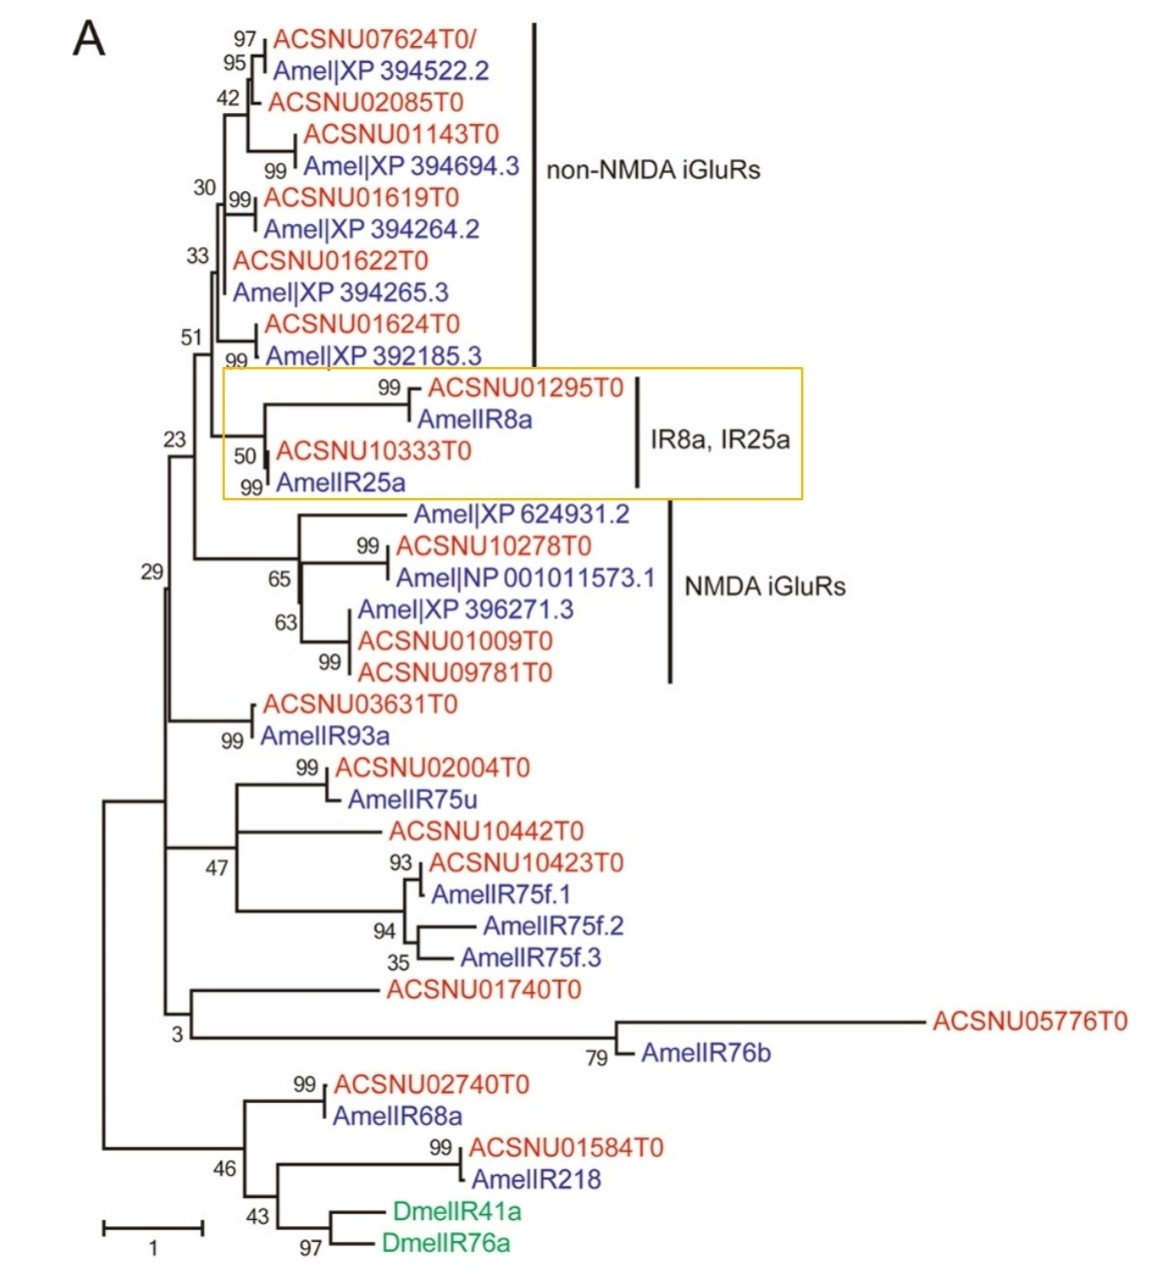 A
97 ACSNU07624T0/
95 Amel|XP 394522.2
42 ACSNU02085T0
ACSNU01143T0
99 Amel|XP 394694.3
non-NMDA iGluRs
30 99 ACSNU01619T0
Amel|XP 394264.2
33 ACSNU01622T0
Amel|XP 394265.3
51 ACSNU01624T0
99 Amel|XP 392185.3
99 ACSNU01295T0
AmelIR8a
IR8a, IR25a
23 50 ACSNU10333T0
99 AmelIR25a
Amel|XP 624931.2
99 ACSNU10278T0
29 65 Amel|NP 001011573.1
NMDA iGluRs
63 Amel|XP 396271.3
ACSNU01009T0
99 ACSNU09781T0
ACSNU03631T0
99 AmelIR93a
99 ACSNU02004T0
AmelIR75u
ACSNU10442T0
47 93 ACSNU10423T0
AmelIR75f.1
94 AmelIR75f.2
35 AmelIR75f.3
ACSNU01740T0
3 ACSNU05776T0
79 AmelIR76b
99 ACSNU02740T0
AmelIR68a
46 99 ACSNU01584T0
AmelIR218
43 DmelIR41a
97 DmelIR76a
1